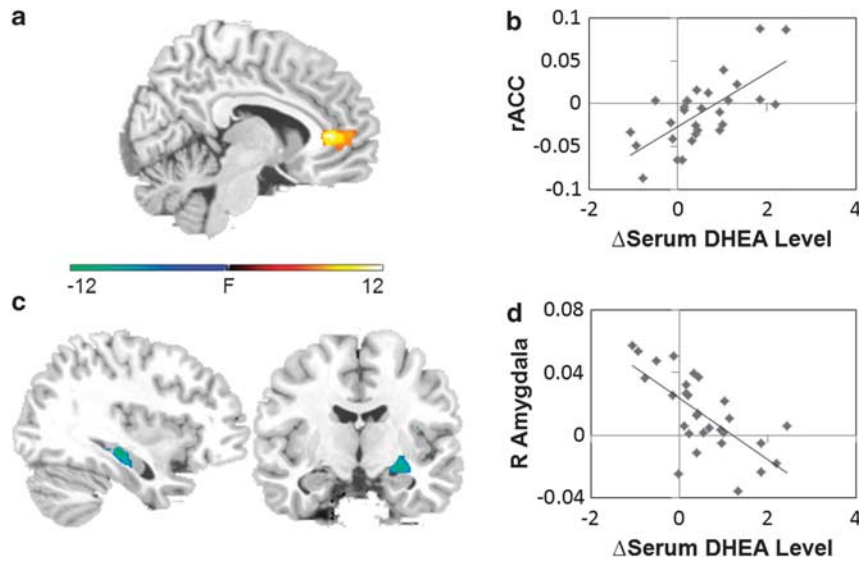 a
b
0.1
0.05
0
-0.05
-0.1
rACC
-2 0 2 4
ΔSerum DHEA Level
-12 F 12
c
d
0.08
0.04
0
-0.04
R Amygdala
-2 0 2 4
ΔSerum DHEA Level